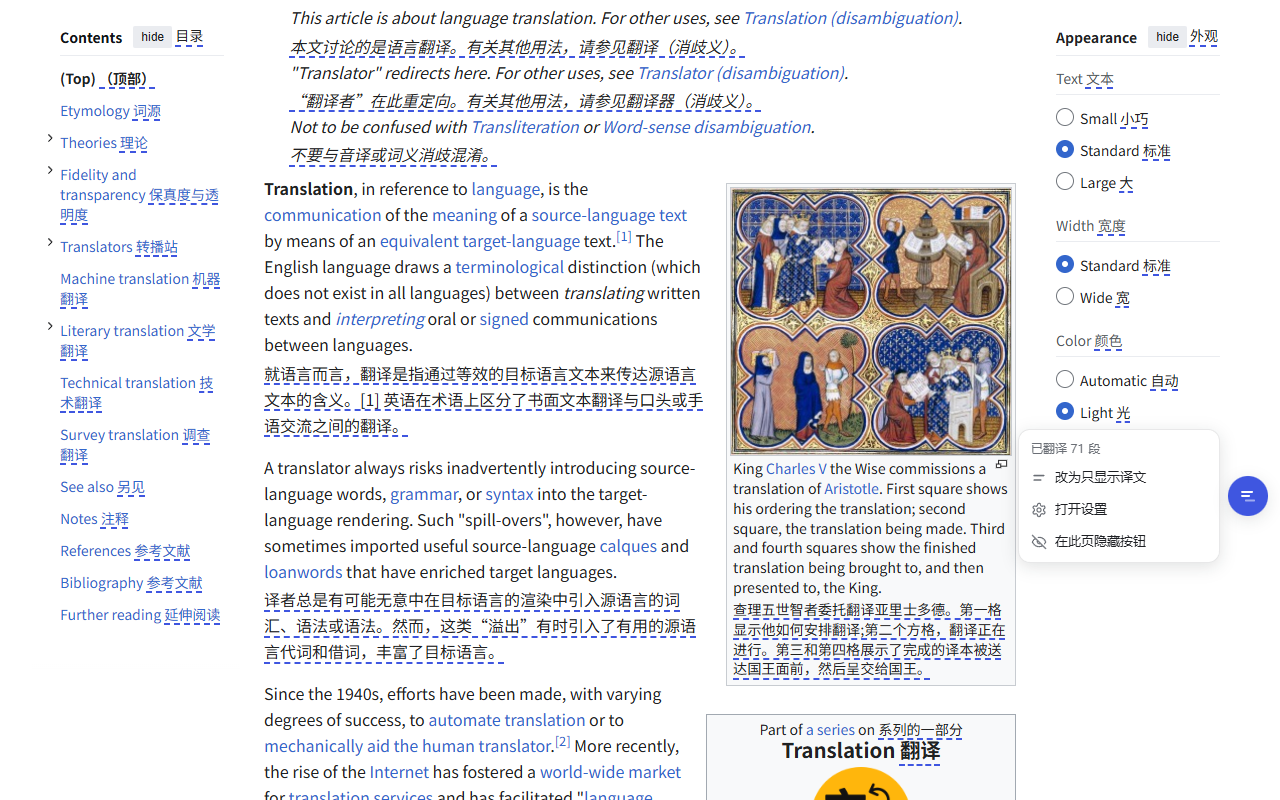 Contents hide 目录
(Top) （顶部）
Etymology 词源
Theories 理论
Fidelity and
transparency 保真度与透
明度
Translators 转播站
Machine translation 机器
翻译
Literary translation 文学
翻译
Technical translation 技
术翻译
Survey translation 调查
翻译
See also 另见
Notes 注释
References 参考文献
Bibliography 参考文献
Further reading 延伸阅读
This article is about language translation. For other uses, see Translation (disambiguation).
本文讨论的是语言翻译。有关其他用法，请参见翻译（消歧义）。
"Translator" redirects here. For other uses, see Translator (disambiguation).
“翻译者”在此重定向。有关其他用法，请参见翻译器（消歧义）。
Not to be confused with Transliteration or Word-sense disambiguation.
不要与音译或词义消歧混淆。
Translation, in reference to language, is the
communication of the meaning of a source-language text
by means of an equivalent target-language text.[1] The
English language draws a terminological distinction (which
does not exist in all languages) between translating written
texts and interpreting oral or signed communications
between languages.
就语言而言，翻译是指通过等效的目标语言文本来传达源语言
文本的含义。[1] 英语在术语上区分了书面文本翻译与口头或手
语交流之间的翻译。
A translator always risks inadvertently introducing source-
language words, grammar, or syntax into the target-
language rendering. Such "spill-overs", however, have
sometimes imported useful source-language calques and
loanwords that have enriched target languages.
译者总是有可能无意中在目标语言的渲染中引入源语言的词
汇、语法或语法。然而，这类“溢出”有时引入了有用的源语
言代词和借词，丰富了目标语言。
Since the 1940s, efforts have been made, with varying
degrees of success, to automate translation or to
mechanically aid the human translator.[2] More recently,
the rise of the Internet has fostered a world-wide market
for translation services and has facilitated "language
King Charles V the Wise commissions a
translation of Aristotle. First square shows
his ordering the translation; second
square, the translation being made. Third
and fourth squares show the finished
translation being brought to, and then
presented to, the King.
查理五世智者委托翻译亚里士多德。第一格
显示他如何安排翻译;第二个方格，翻译正在
进行。第三和第四格展示了完成的译本被送
达国王面前，然后呈交给国王。
Part of a series on 系列的一部分
Translation 翻译
Appearance hide 外观
Text 文本
Small 小巧
Standard 标准
Large 大
Width 宽度
Standard 标准
Wide 宽
Color 颜色
Automatic 自动
Light 光
已翻译 71 段
改为只显示译文
打开设置
在此页隐藏按钮